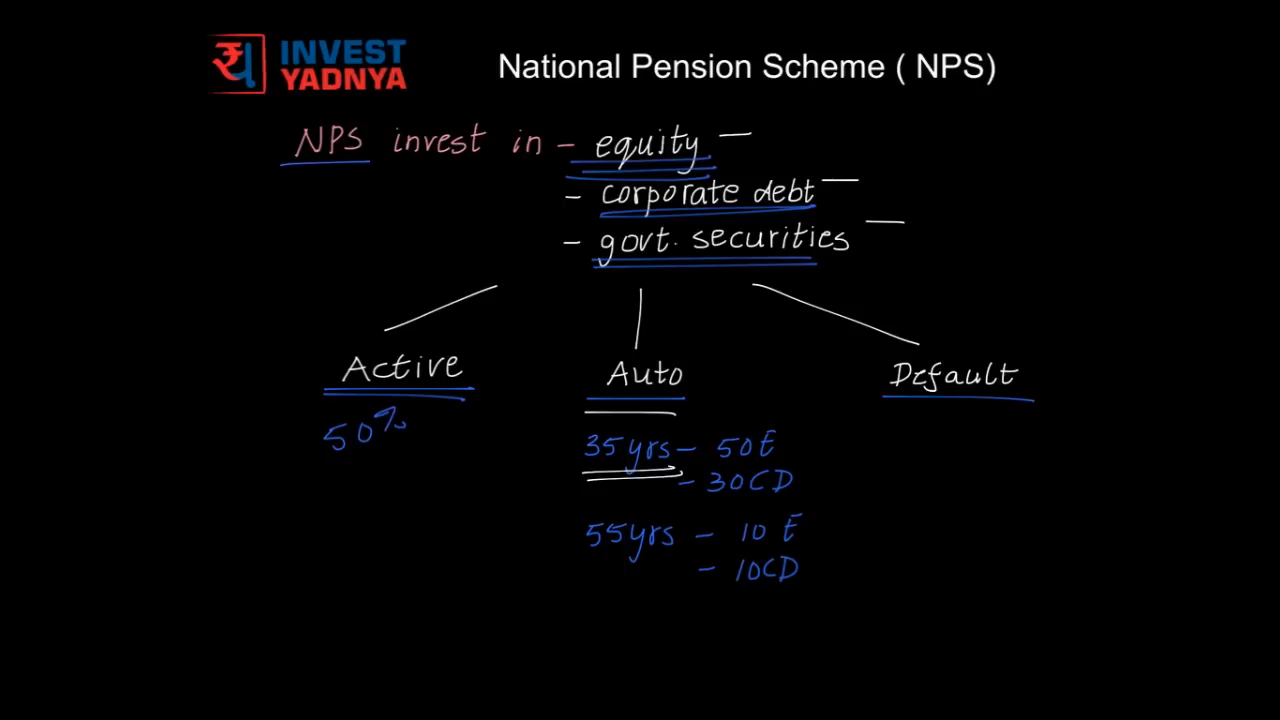 य
INVEST
YADNYA
National Pension Scheme ( NPS)
NPS invest in - equity
- corporate debt
- govt. securities
Active Auto Default
50%
35yrs - 50E
- 30CD
55yrs - 10 E
- 10CD